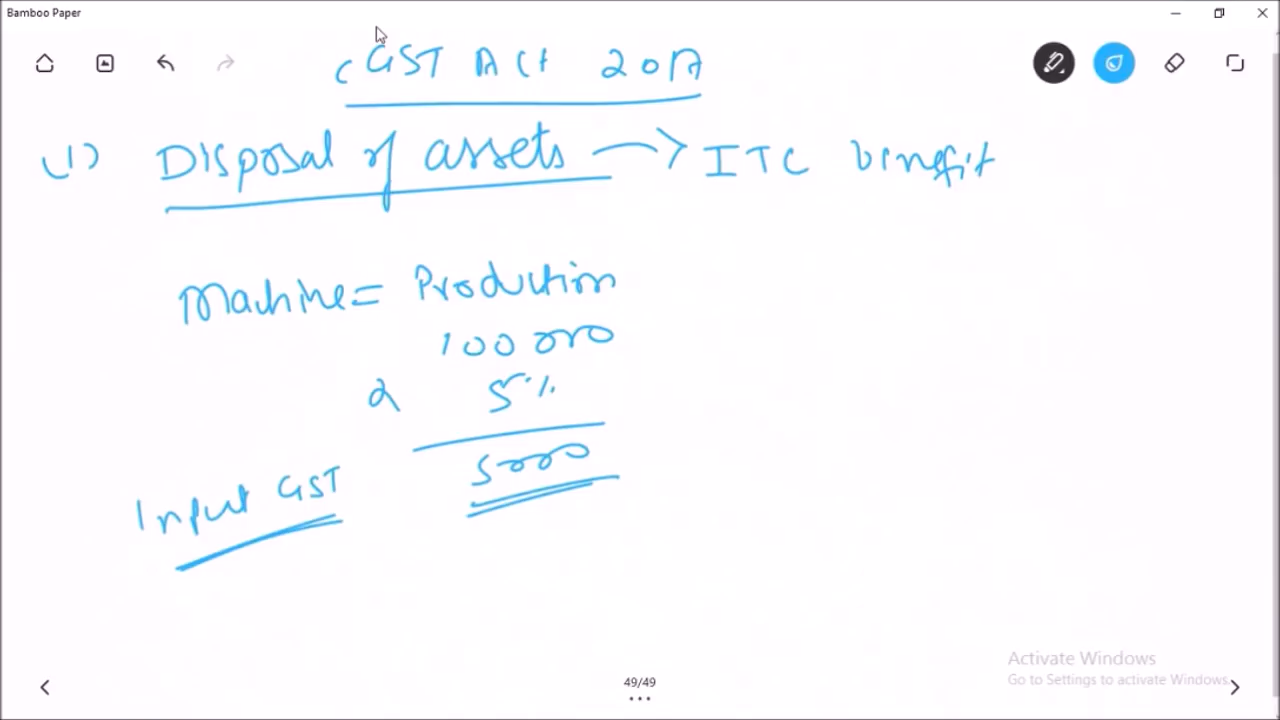 Bamboo Paper
CGST Act 2017
(1) Disposal of assets → ITC benefit
Machine = Production
100000
@ 5%
5000
Input GST
Activate Windows
Go to Settings to activate Windows.
49/49